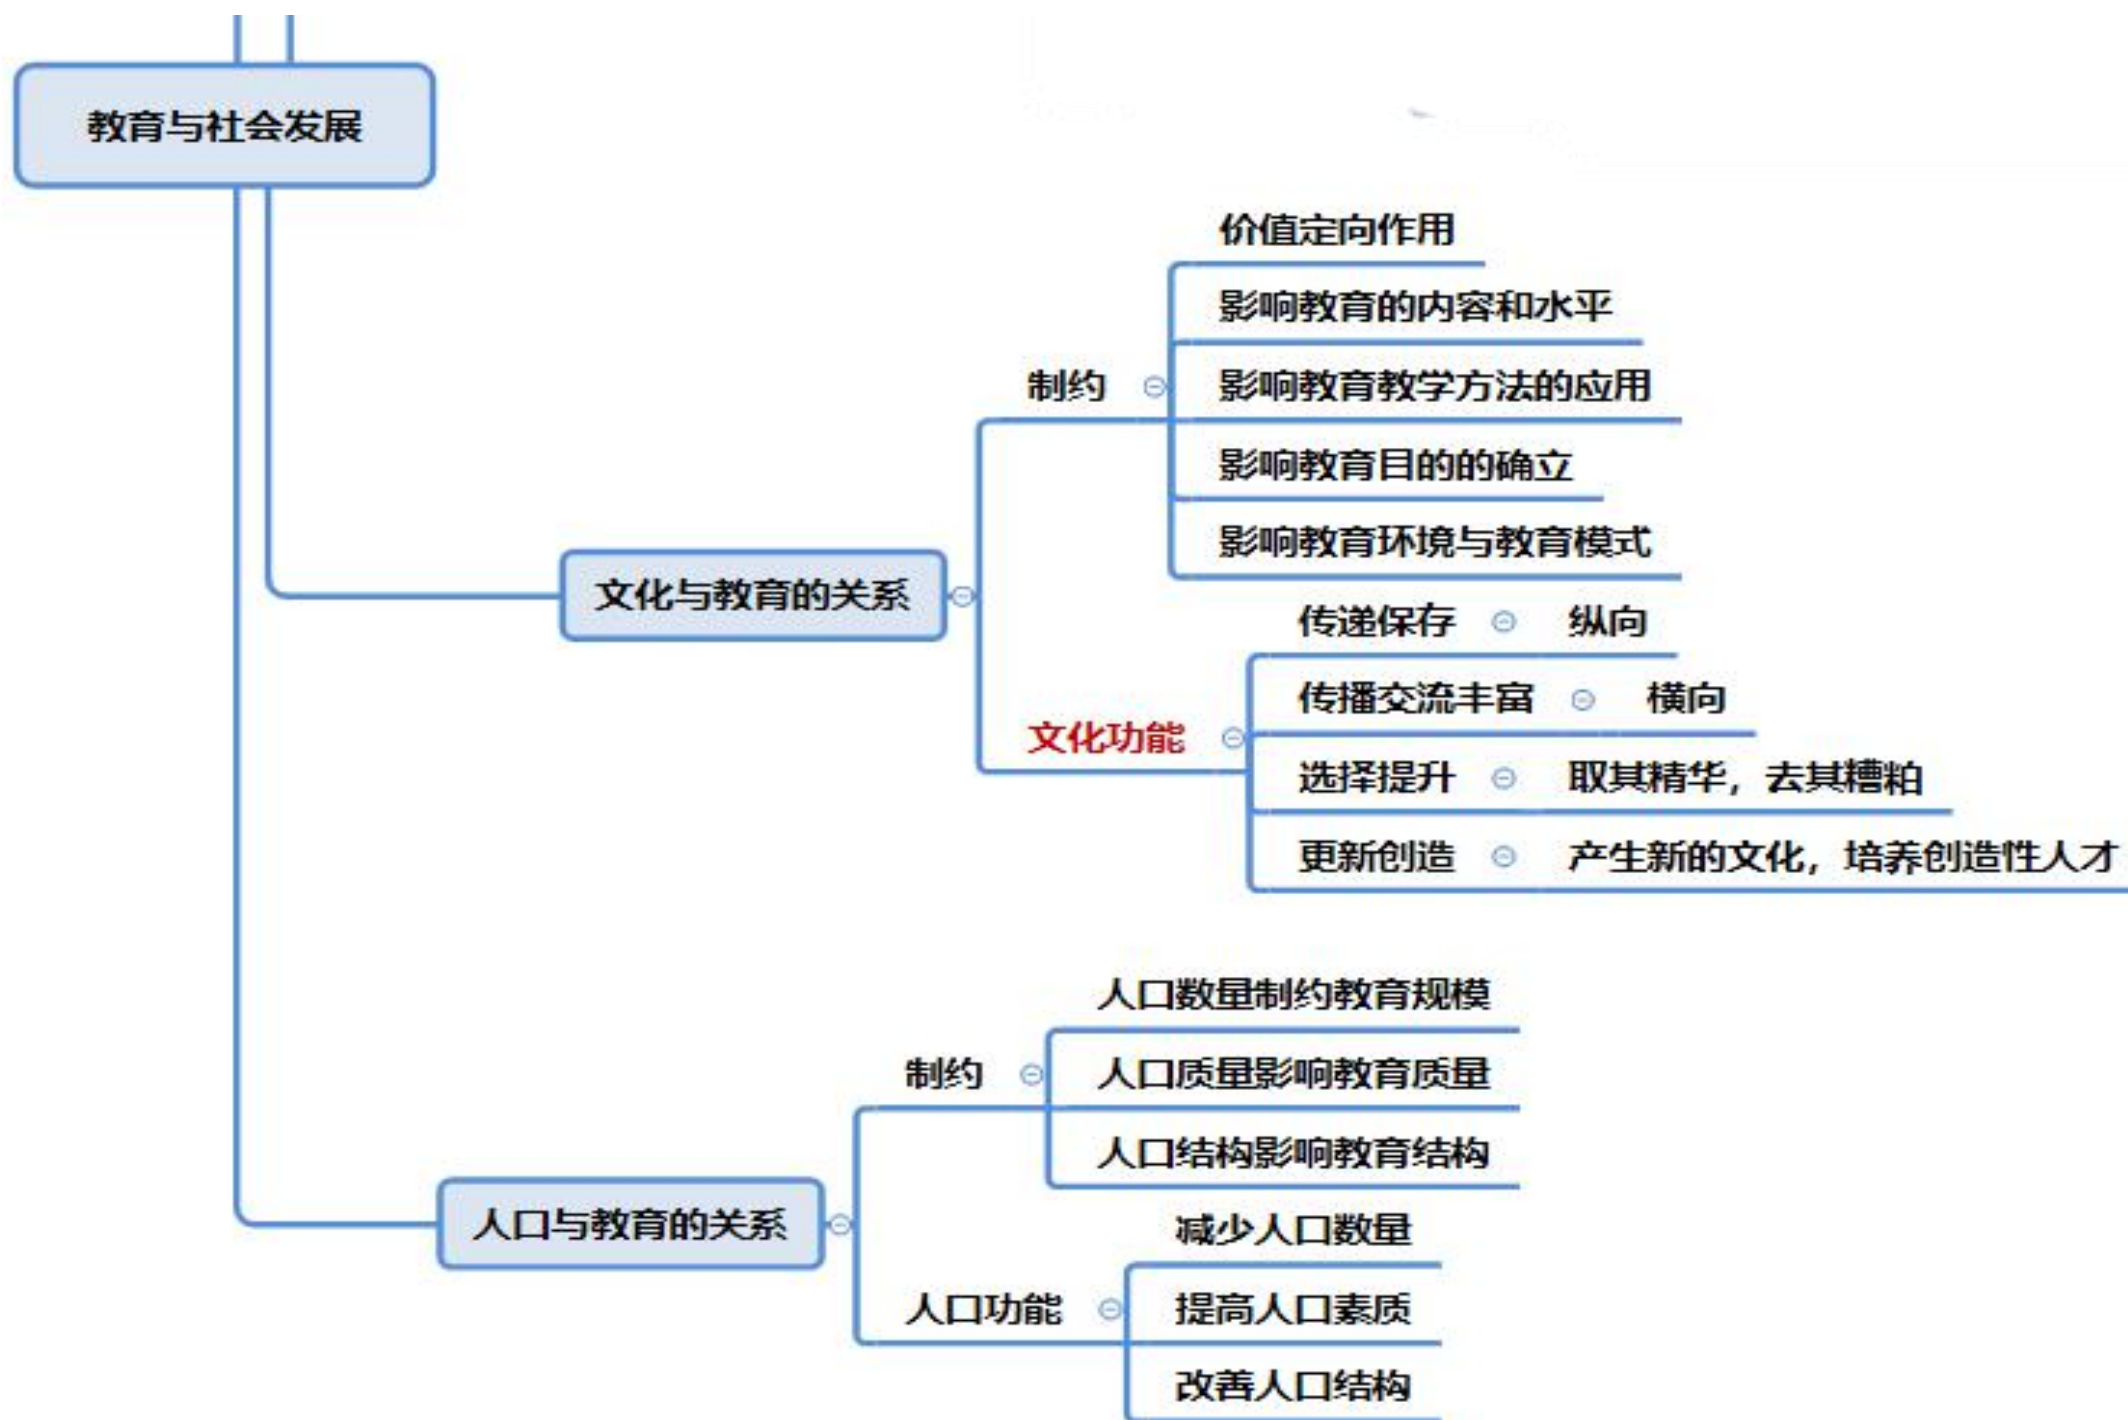 教育与社会发展
文化与教育的关系
制约
价值定向作用
影响教育的内容和水平
影响教育教学方法的应用
影响教育目的的确立
影响教育环境与教育模式
文化功能
传递保存 纵向
传播交流丰富 横向
选择提升 取其精华，去其糟粕
更新创造 产生新的文化，培养创造性人才
人口与教育的关系
制约
人口数量制约教育规模
人口质量影响教育质量
人口结构影响教育结构
人口功能
减少人口数量
提高人口素质
改善人口结构